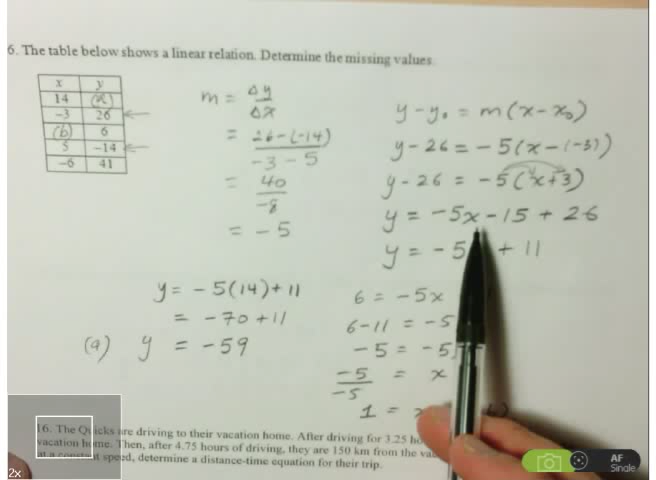 6. The table below shows a linear relation. Determine the missing values.
x y
14 (a)
-3 26
(b) 6
5 -14
-6 41
m = Δy/Δx
= 26-(-14)/-3-5
= 40/-8
= -5
y-y₀ = m(x-x₀)
y-26 = -5(x-(-3))
y-26 = -5(x+3)
y = -5x-15+26
y = -5 + 11
y = -5(14)+11
= -70+11
(a) y = -59
6 = -5x
6-11 = -5
-5 = -5
-5/-5 = x
1 =
16. The Quicks are driving to their vacation home. After driving for 3.25
vacation home. Then, after 4.75 hours of driving, they are 150 km from the
at a constant speed, determine a distance-time equation for their trip.
2x
AF
Single